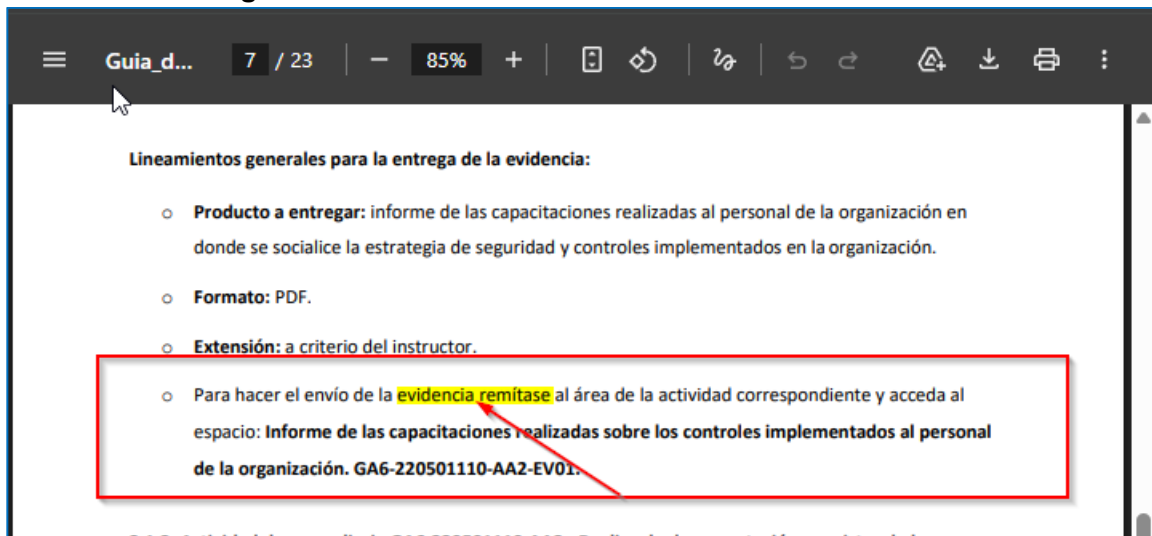 Guia_d... 7 / 23 85%
Lineamientos generales para la entrega de la evidencia:
Producto a entregar: informe de las capacitaciones realizadas al personal de la organización en
donde se socialice la estrategia de seguridad y controles implementados en la organización.
Formato: PDF.
Extensión: a criterio del instructor.
Para hacer el envío de la evidencia remítase al área de la actividad correspondiente y acceda al
espacio: Informe de las capacitaciones realizadas sobre los controles implementados al personal
de la organización. GA6-220501110-AA2-EV01.